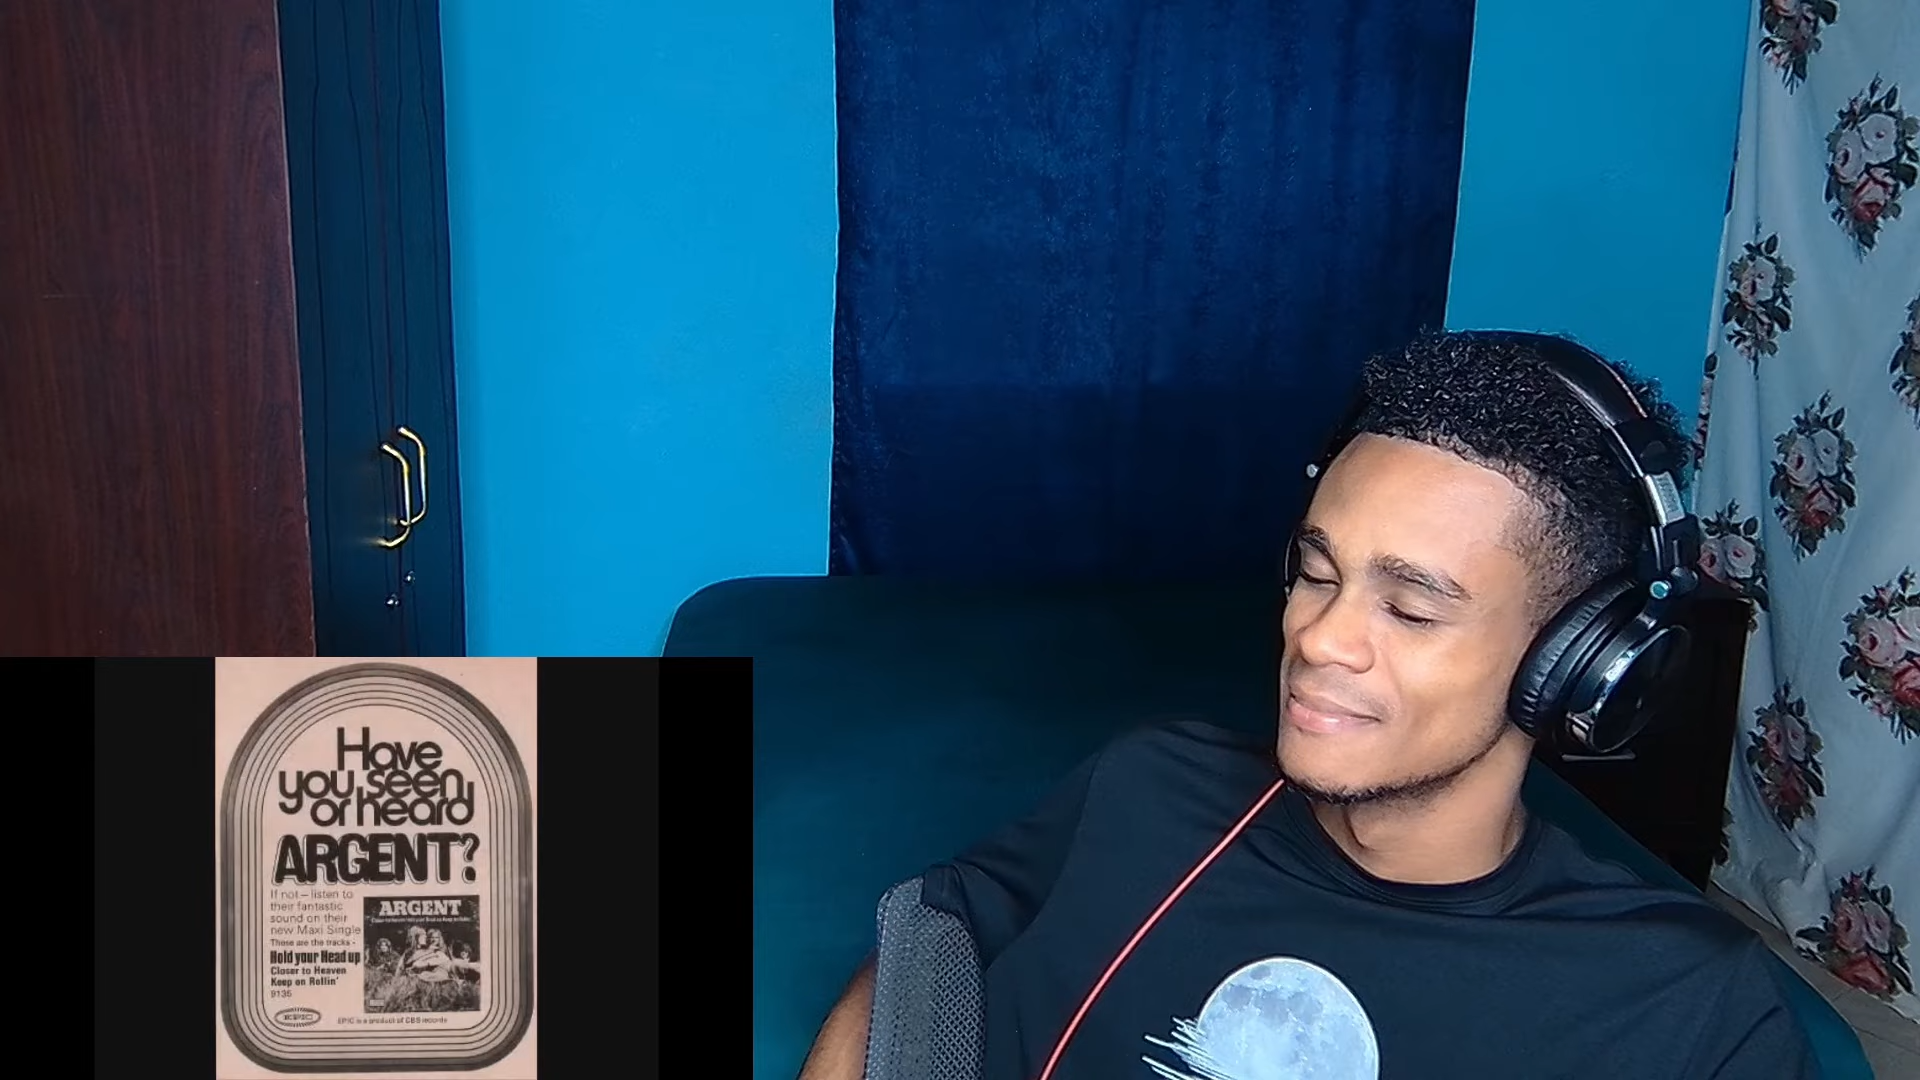 Have
you seen
or heard
ARGENT?
If not – listen to
their fantastic
sound on their
new Maxi Single
These are the tracks -
Hold your Head up
Closer to Heaven
Keep on Rollin'
9135
ARGENT
EPIC
EPIC is a product of CBS records